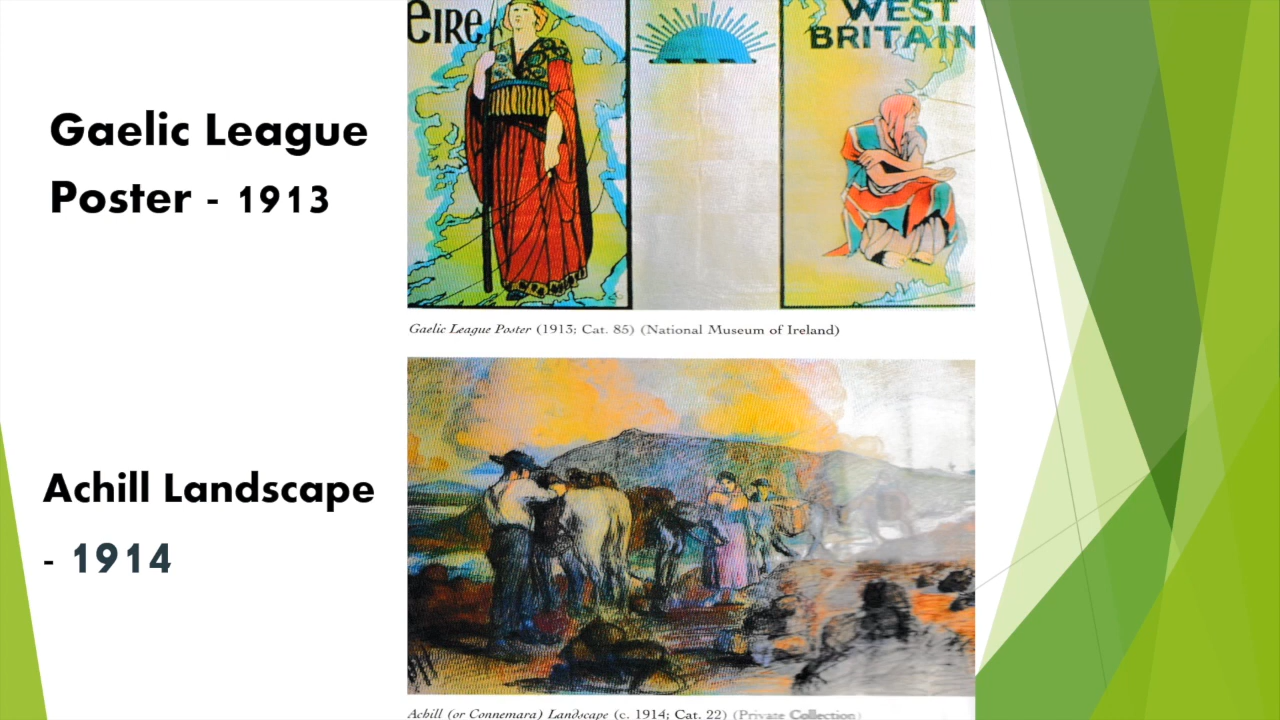 Gaelic League
Poster - 1913
éIRE
WEST
BRITAIN
Gaelic League Poster (1913; Cat. 85) (National Museum of Ireland)
Achill Landscape
- 1914
Achill (or Connemara) Landscape (c. 1914; Cat. 22) (Private Collection)